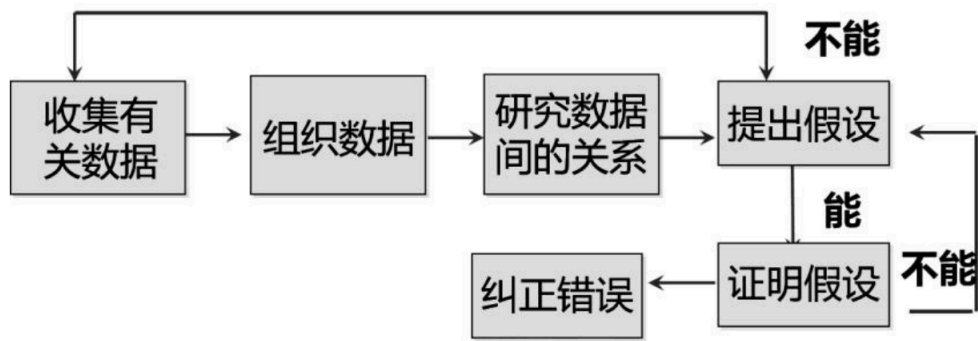 不能
收集有
关数据
组织数据
研究数据
间的关系
提出假设
能
纠正错误
证明假设
不能